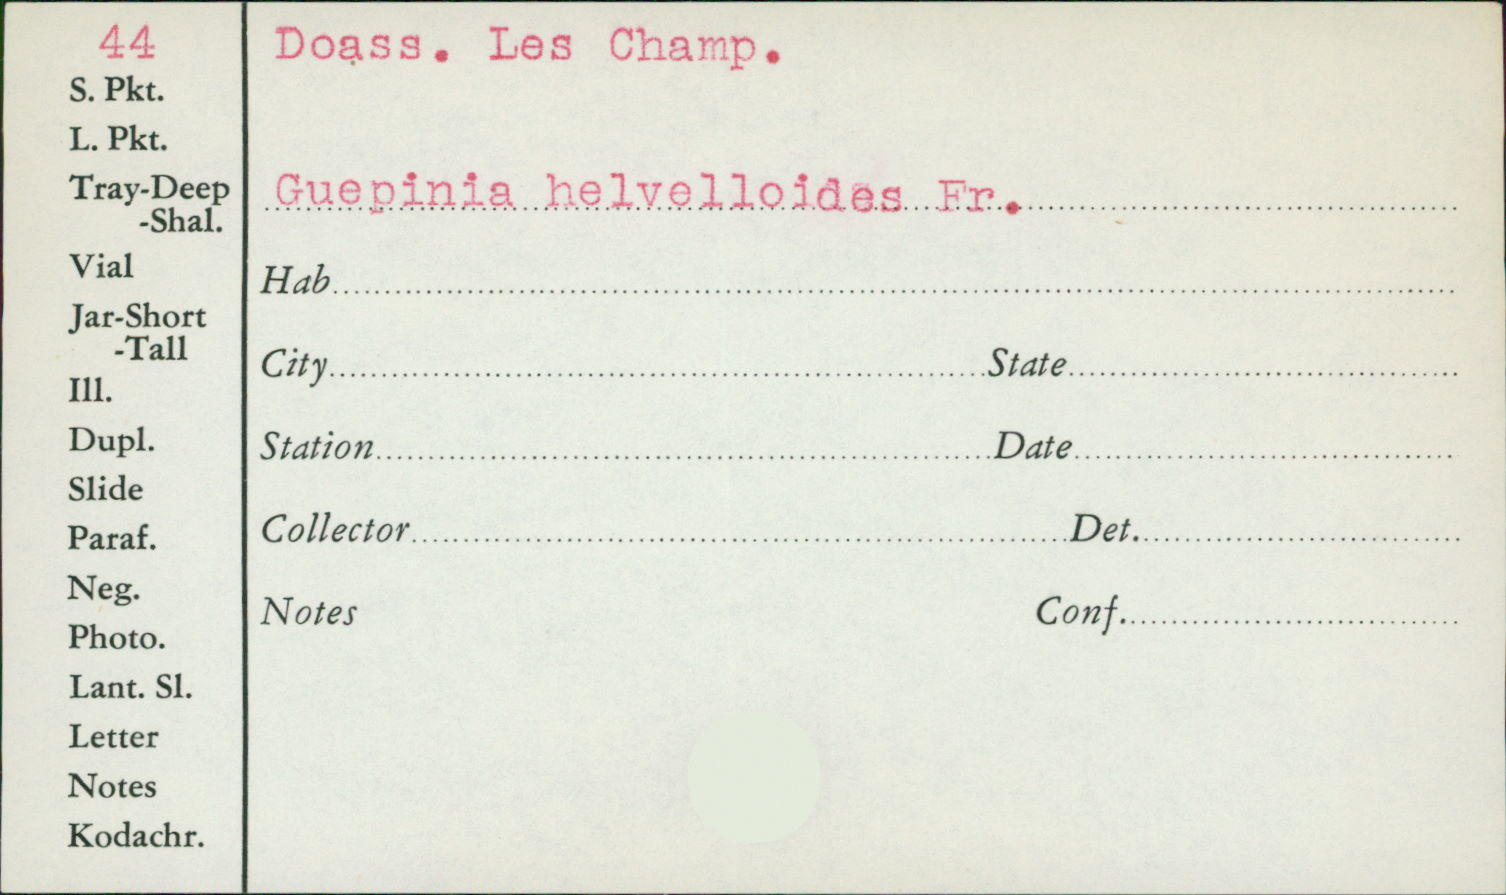 44
Doass. Les Champ.
S. Pkt.
L. Pkt.
Tray-Deep
-Shal.
Vial
Jar-Short
-Tall
Ill.
Dupl.
Slide
Paraf.
Neg.
Photo.
Lant. Sl.
Letter
Notes
Kodachr.
Guepinia helvelloides Fr.
Hab
City State
Station Date
Collector Det.
Notes Conf.